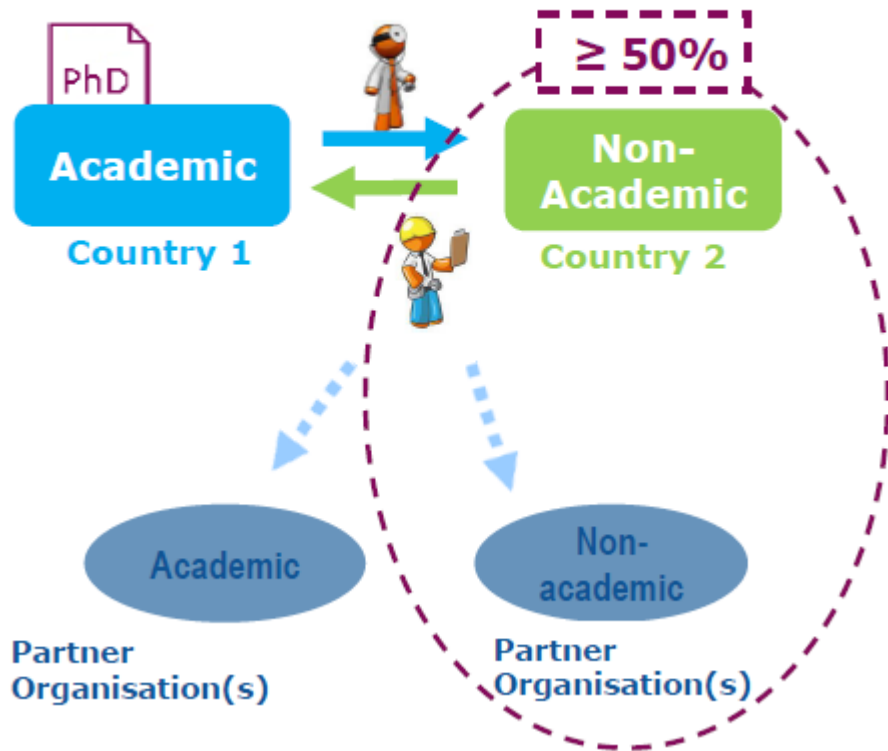 PhD
≥ 50%
Academic
Non-
Academic
Country 1
Country 2
Academic
Non-
academic
Partner
Organisation(s)
Partner
Organisation(s)